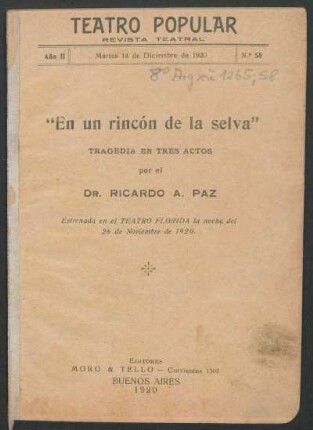 TEATRO POPULAR
REVISTA TEATRAL
Año II Martes 14 de Diciembre de 1920 N.º 58
8º Arg xii 1265, 58
"En un rincón de la selva"
TRAGEDIA EN TRES ACTOS
por el
DR. RICARDO A. PAZ
Estrenada en el TEATRO FLORIDA la noche del
26 de Noviembre de 1920.
EDITORES
MORO & TELLO – CORRIENTES
BUENOS AIRES
1920